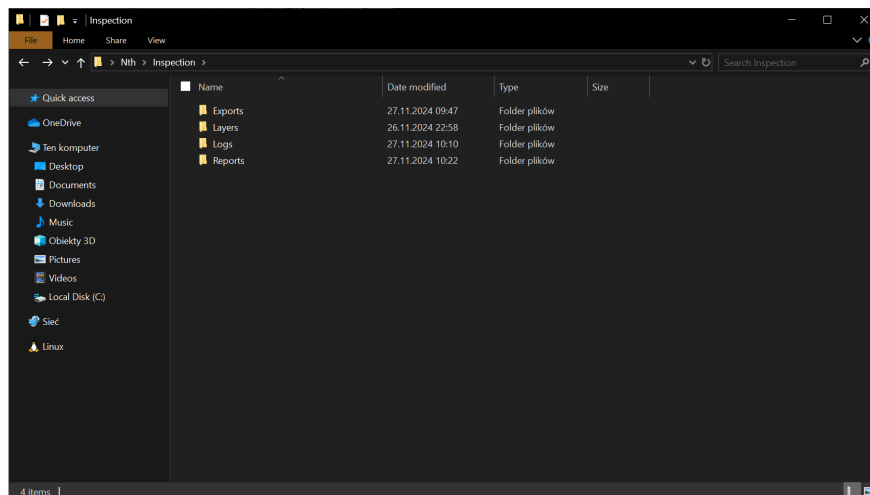 Inspection
File Home Share View
Nth Inspection Search Inspection
Name Date modified Type Size
Quick access
OneDrive
Ten komputer
Desktop
Documents
Downloads
Music
Obiekty 3D
Pictures
Videos
Local Disk (C:)
Sieć
Linux
Exports 27.11.2024 09:47 Folder plików
Layers 26.11.2024 22:58 Folder plików
Logs 27.11.2024 10:10 Folder plików
Reports 27.11.2024 10:22 Folder plików
4 items